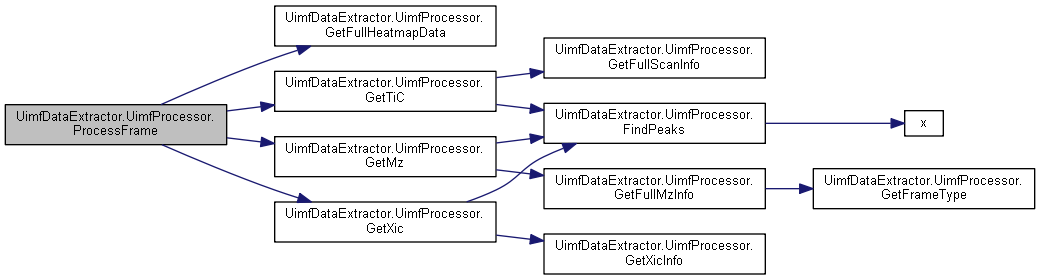 UimfDataExtractor.UimfProcessor.
ProcessFrame
UimfDataExtractor.UimfProcessor.
GetFullHeatmapData
UimfDataExtractor.UimfProcessor.
GetTiC
UimfDataExtractor.UimfProcessor.
GetMz
UimfDataExtractor.UimfProcessor.
GetXic
UimfDataExtractor.UimfProcessor.
GetFullScanInfo
UimfDataExtractor.UimfProcessor.
FindPeaks
UimfDataExtractor.UimfProcessor.
GetFullMzInfo
UimfDataExtractor.UimfProcessor.
GetXicInfo
x
UimfDataExtractor.UimfProcessor.
GetFrameType